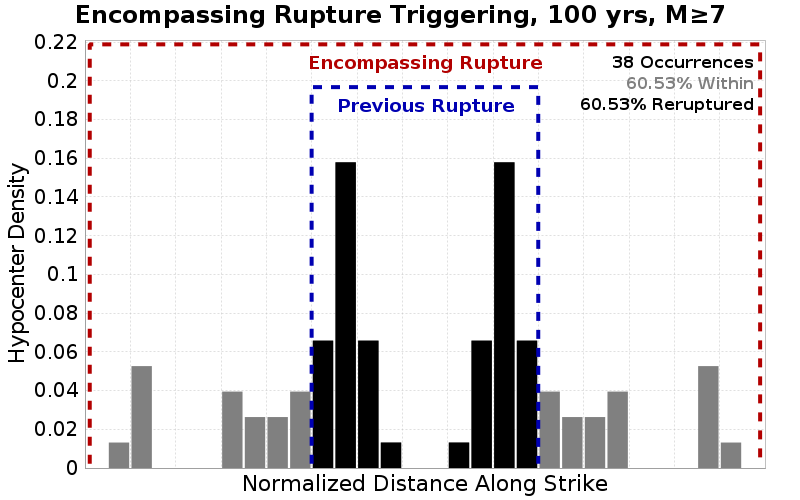 Encompassing Rupture Triggering, 100 yrs, M≥7
0.22
0.2
0.18
0.16
0.14
0.12
0.1
0.08
0.06
0.04
0.02
0
Hypocenter Density
Encompassing Rupture
Previous Rupture
38 Occurrences
60.53% Within
60.53% Reruptured
Normalized Distance Along Strike